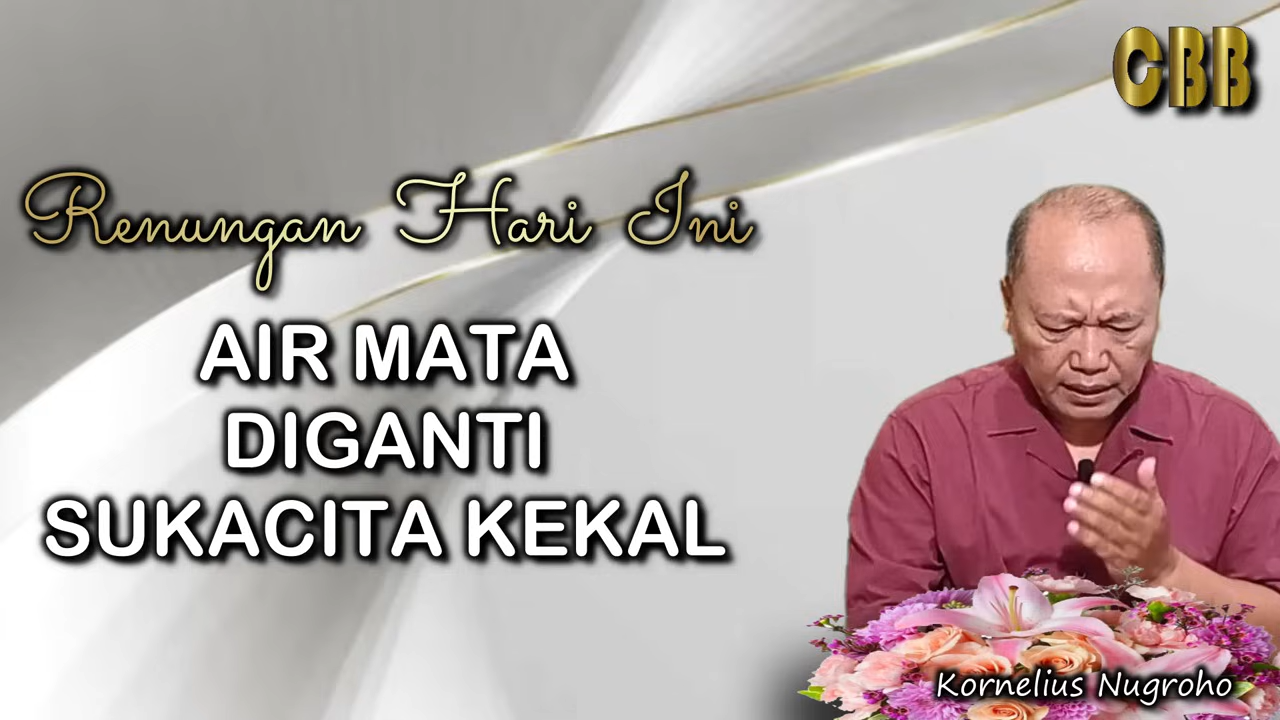 CBB
Renungan Hari Ini
AIR MATA
DIGANTI
SUKACITA KEKAL
Kornelius Nugroho